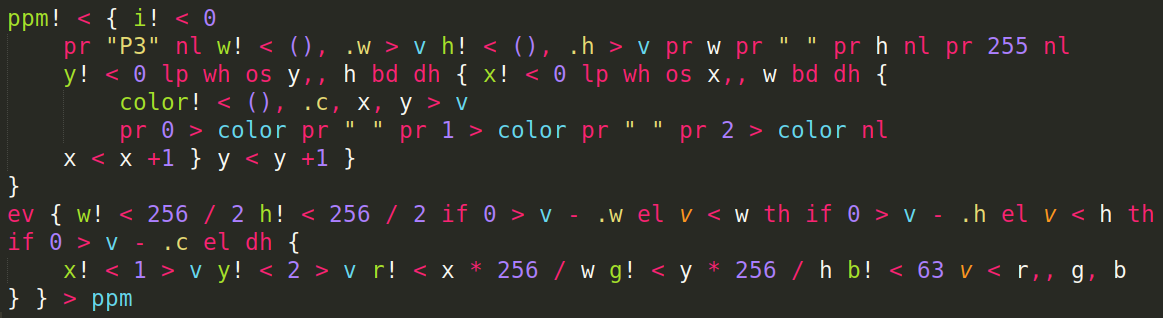 ppm! < { i! < 0
pr "P3" nl w! < (), .w > v h! < (), .h > v pr w pr " " pr h nl pr 255 nl
y! < 0 lp wh os y,, h bd dh { x! < 0 lp wh os x,, w bd dh {
color! < (), .c, x, y > v
pr 0 > color pr " " pr 1 > color pr " " pr 2 > color nl
x < x +1 } y < y +1 }
}
ev { w! < 256 / 2 h! < 256 / 2 if 0 > v - .w el v < w th if 0 > v - .h el v < h th
if 0 > v - .c el dh {
x! < 1 > v y! < 2 > v r! < x * 256 / w g! < y * 256 / h b! < 63 v < r,, g, b
} } > ppm